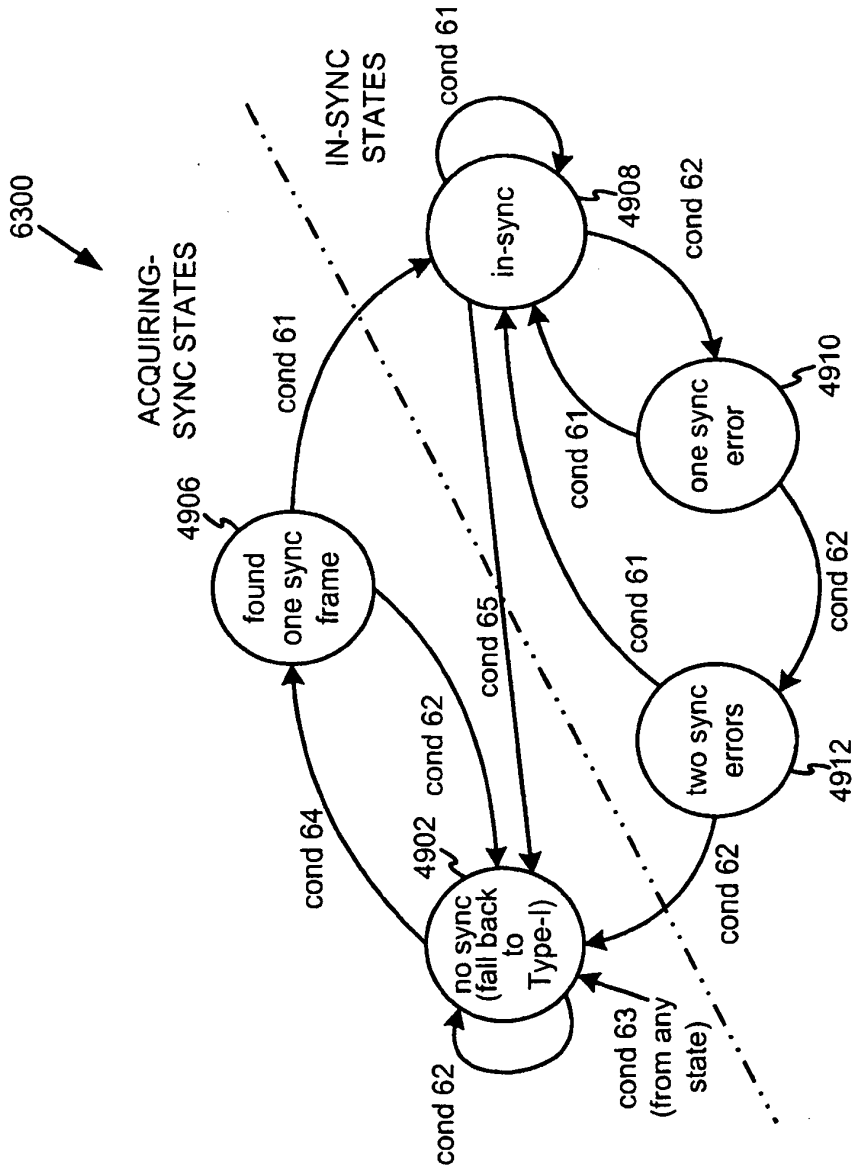 6300
ACQUIRING-
SYNC STATES
IN-SYNC
STATES
4906
found
one sync
frame
cond 61
cond 61
cond 64
cond 62
4902
no sync
(fall back
to
Type-I)
cond 65
in-sync
4908
cond 62
cond 61
cond 61
4910
one sync
error
cond 62
two sync
errors
4912
cond 62
cond 62
cond 63
(from any
state)